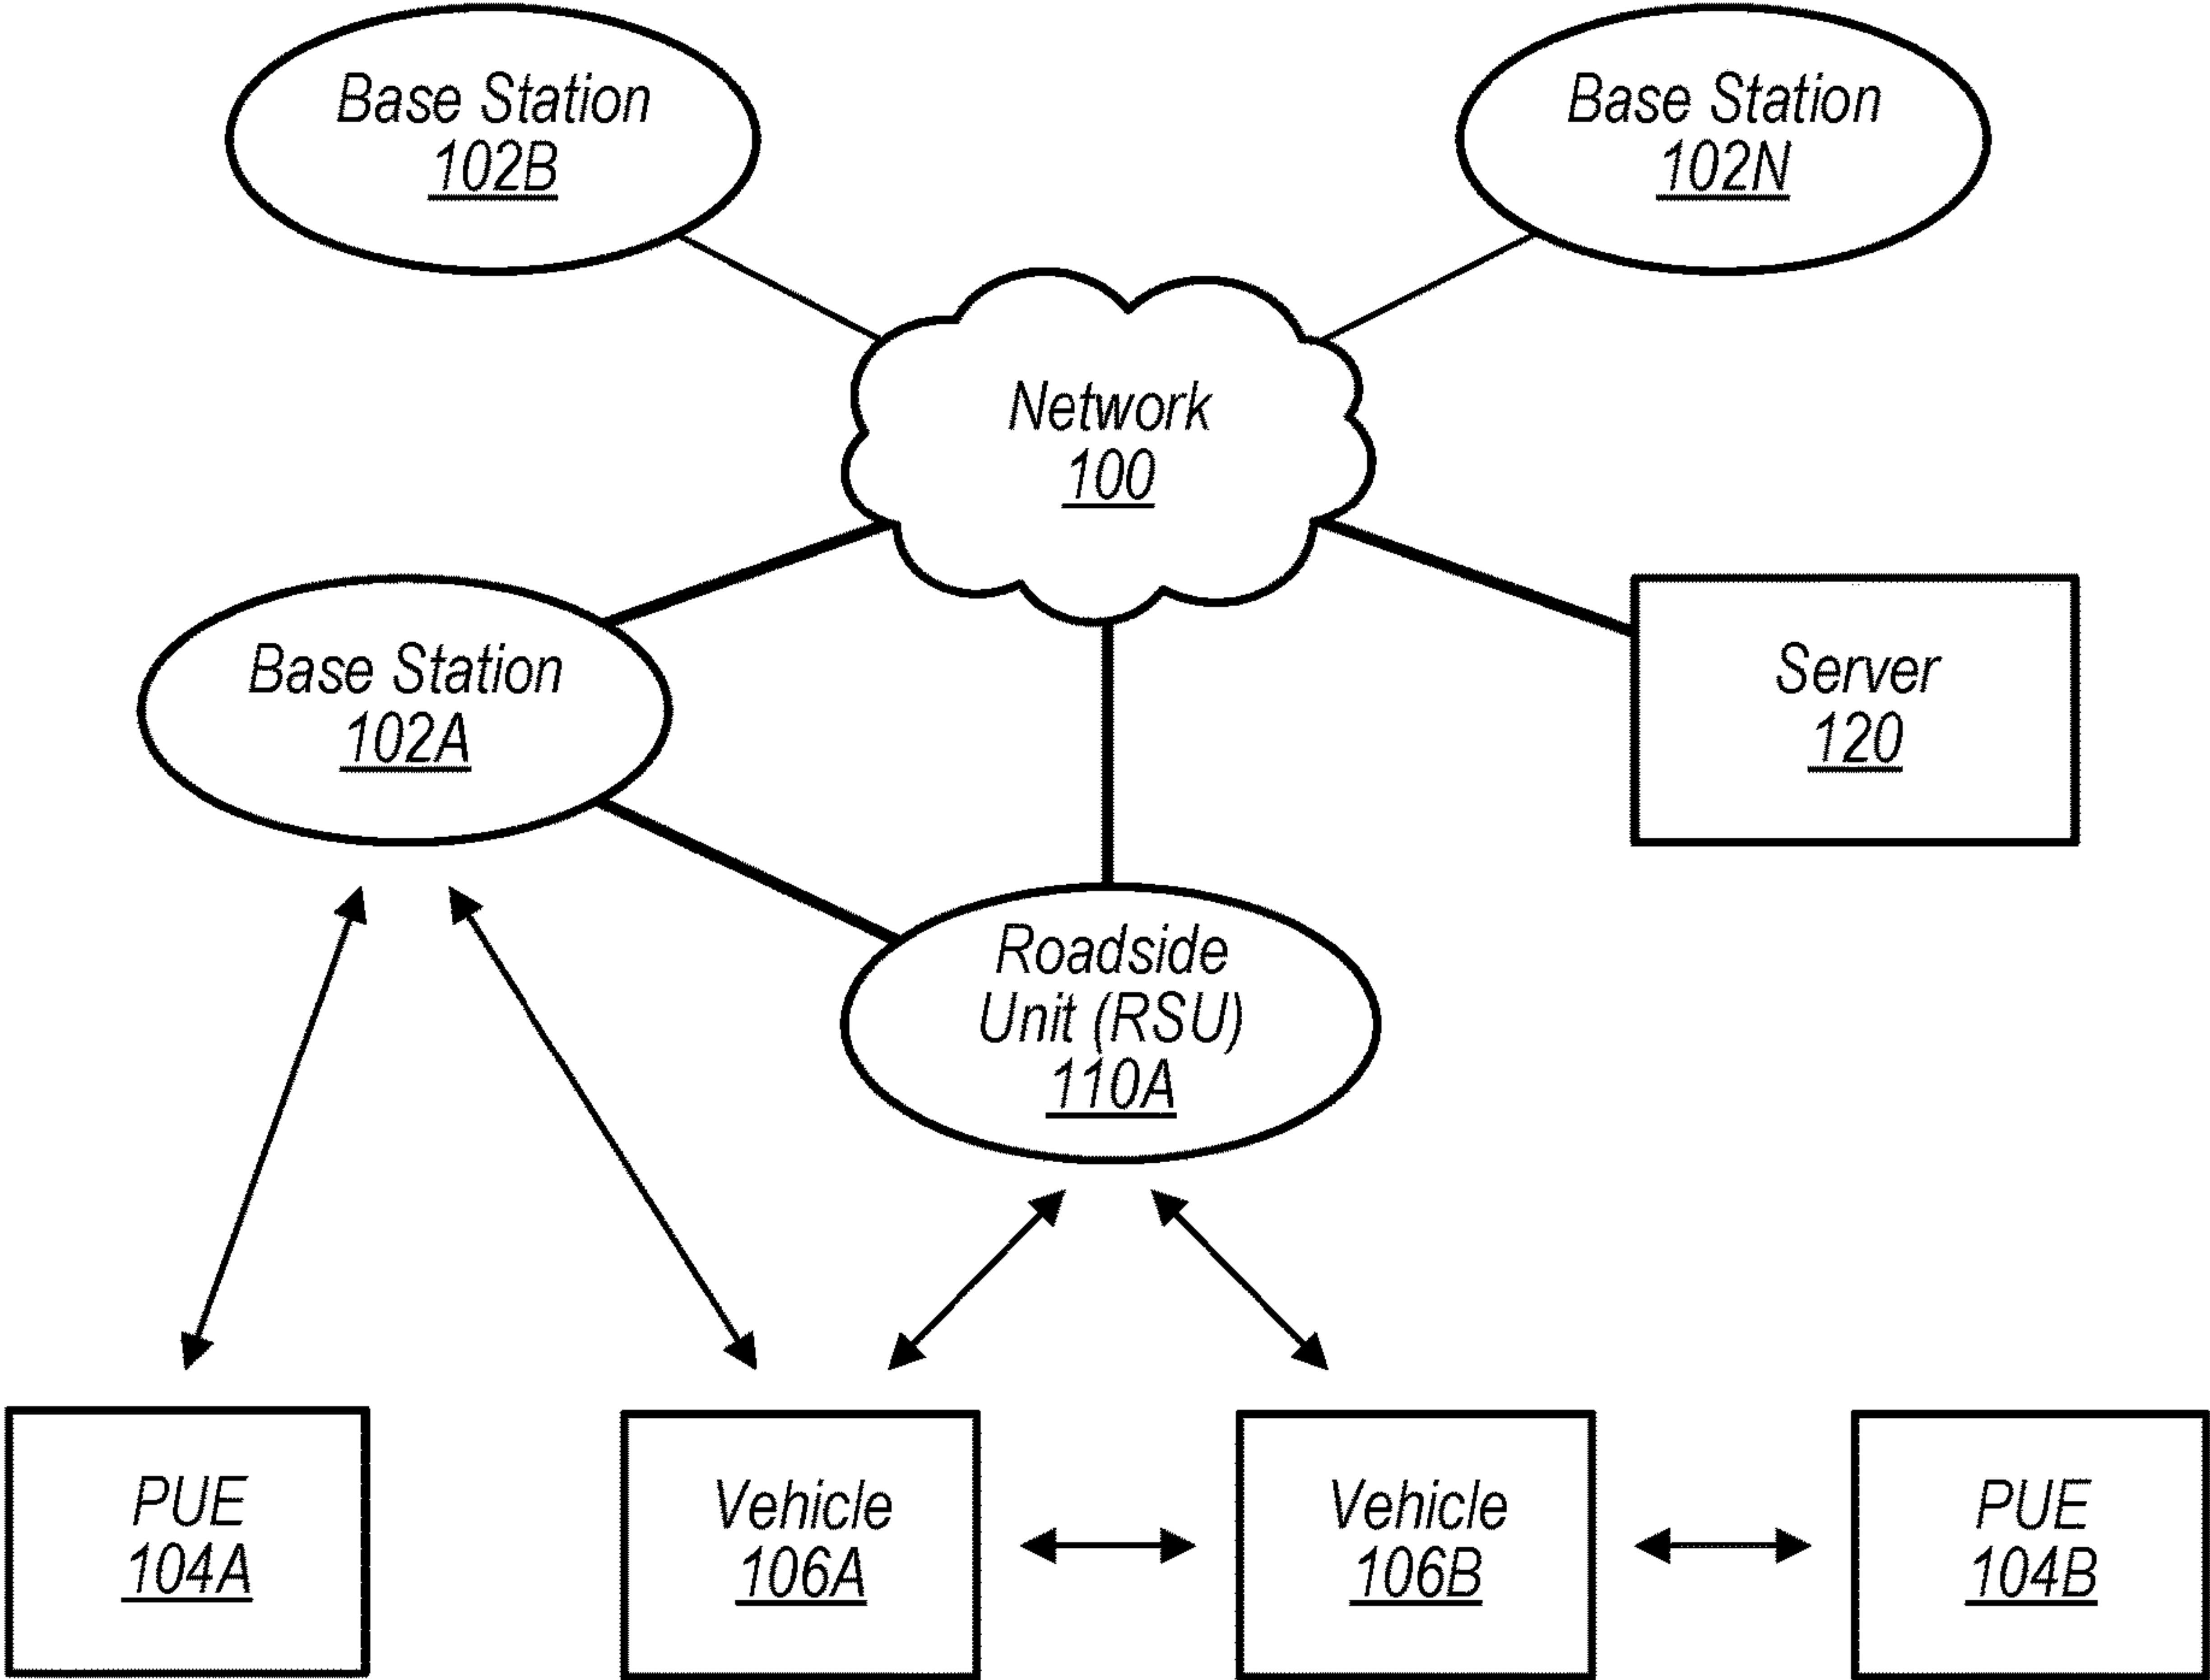 Base Station
102B
Base Station
102N
Network
100
Base Station
102A
Server
120
Roadside
Unit (RSU)
110A
PUE
104A
Vehicle
106A
Vehicle
106B
PUE
104B